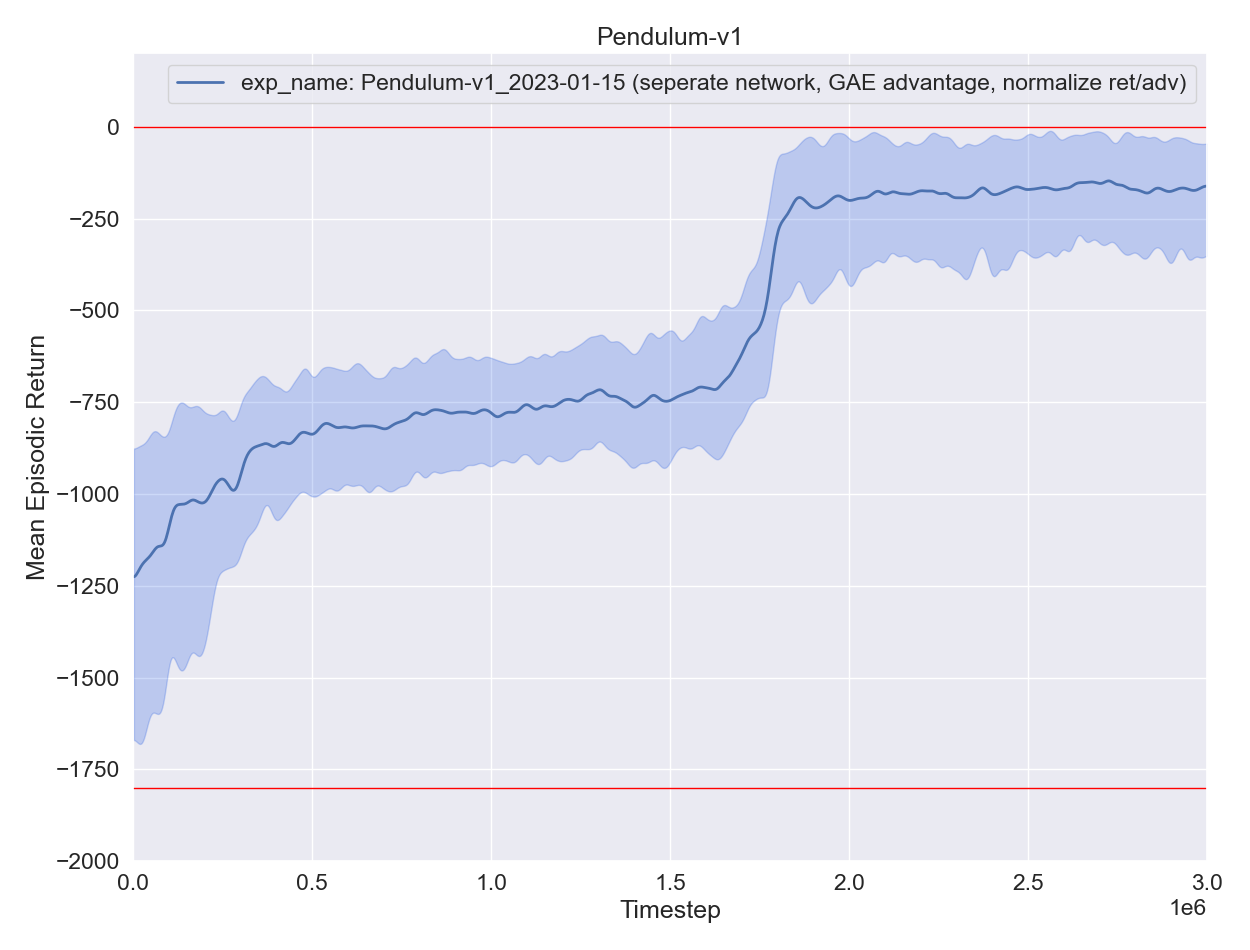 Pendulum-v1
exp_name: Pendulum-v1_2023-01-15 (seperate network, GAE advantage, normalize ret/adv)
0
−250
−500
−750
−1000
−1250
−1500
−1750
−2000
Mean Episodic Return
0.0 0.5 1.0 1.5 2.0 2.5 3.0
Timestep
1e6